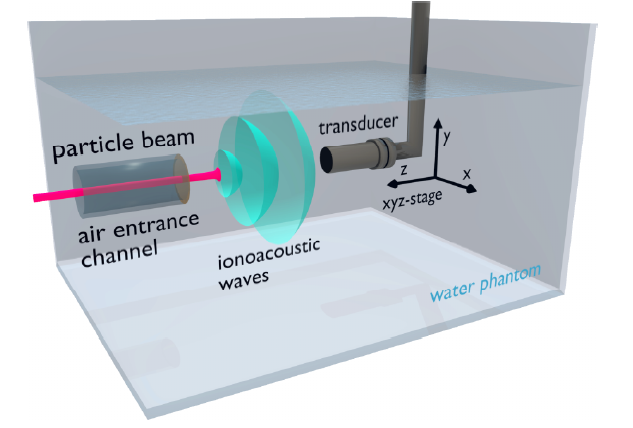 particle beam
transducer
y
x
z
xyz-stage
air entrance
channel
ionoacoustic
waves
water phantom